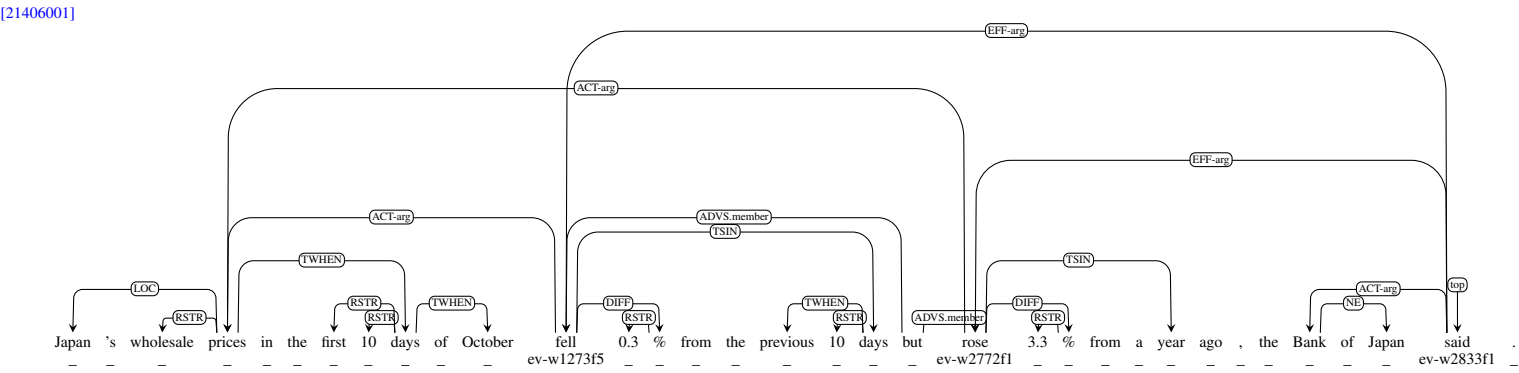 [21406001]
EFF-arg
ACT-arg
EFF-arg
ACT-arg ADVS.member
TSIN
TWHEN TSIN
LOC ACT-arg top
RSTR TWHEN DIFF TWHEN DIFF NE
RSTR RSTR RSTR RSTR ADVS.member RSTR
Japan 's wholesale prices in the first 10 days of October fell 0.3 % from the previous 10 days but rose 3.3 % from a year ago , the Bank of Japan said .
_ _ _ _ _ _ _ _ _ _ _ ev-w1273f5 _ _ _ _ _ _ _ _ ev-w2772f1 _ _ _ _ _ _ _ _ _ _ _ ev-w2833f1 _